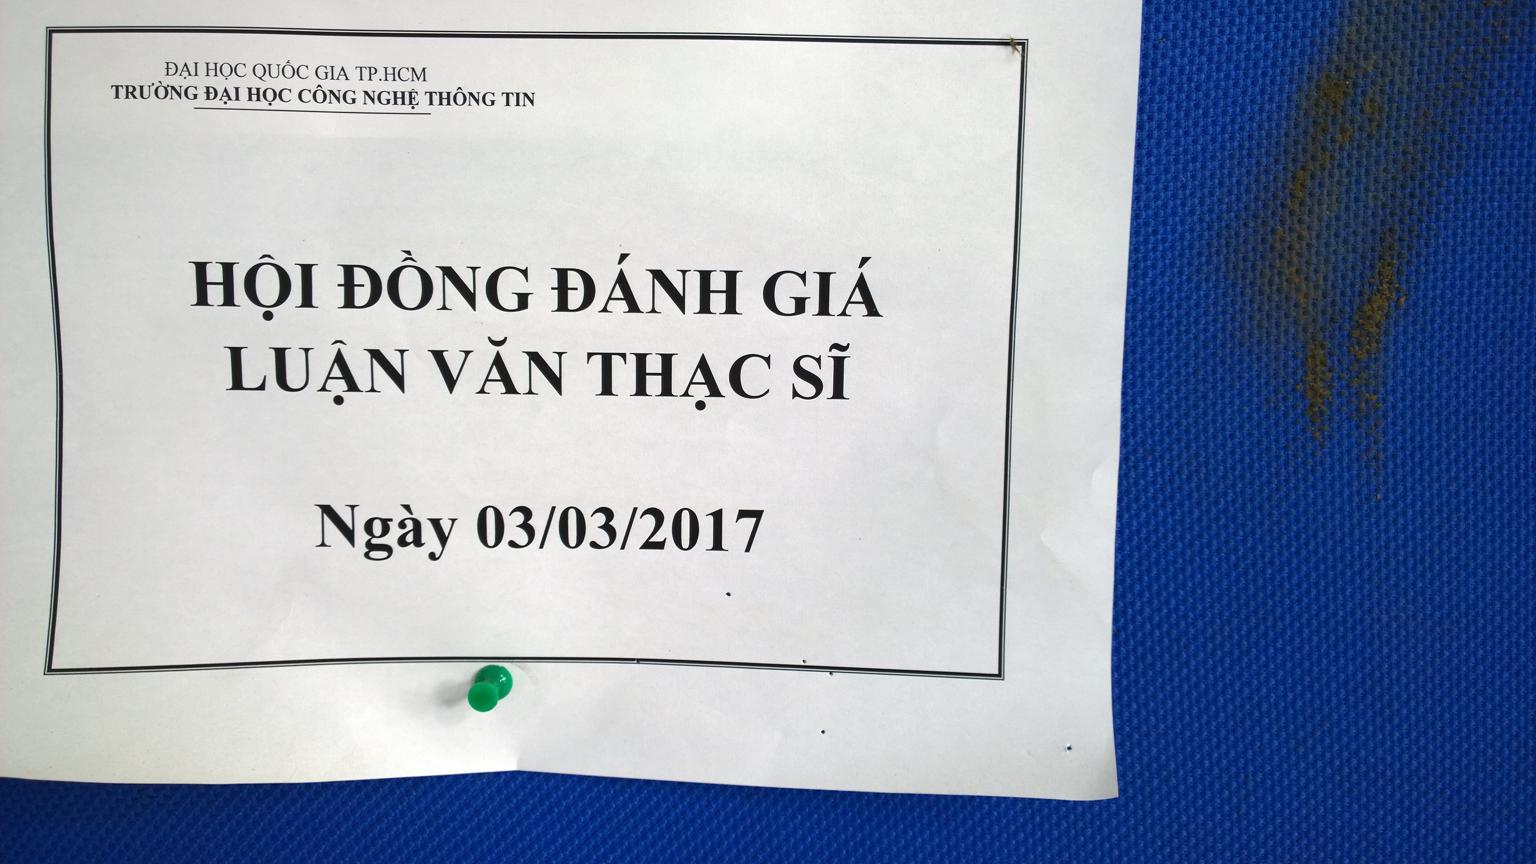 ĐẠI HỌC QUỐC GIA TP.HCM
TRƯỜNG ĐẠI HỌC CÔNG NGHỆ THÔNG TIN
HỘI ĐỒNG ĐÁNH GIÁ
LUẬN VĂN THẠC SĨ
Ngày 03/03/2017